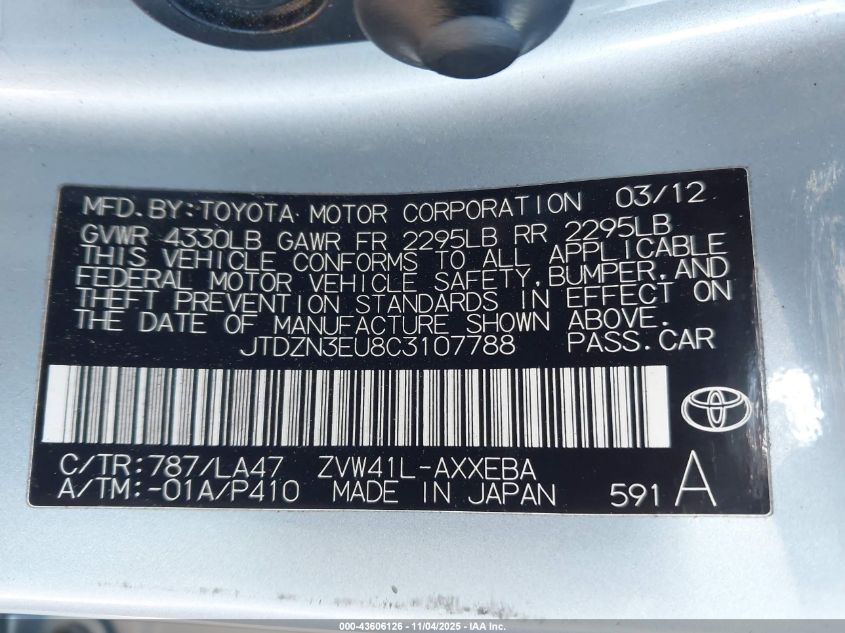 MFD. BY: TOYOTA MOTOR CORPORATION 03/12
GVWR 4330LB GAWR FR 2295LB RR 2295LB
THIS VEHICLE CONFORMS TO ALL APPLICABLE
FEDERAL MOTOR VEHICLE SAFETY, BUMPER, AND
THEFT PREVENTION STANDARDS IN EFFECT ON
THE DATE OF MANUFACTURE SHOWN ABOVE.
JTDZN3EU8C3107788 PASS. CAR
C/TR: 787/LA47 ZVW41L-AXXEBA
A/TM: -01A/P410 MADE IN JAPAN 591 A
000-43606126 - 11/04/2025 - IAA Inc.